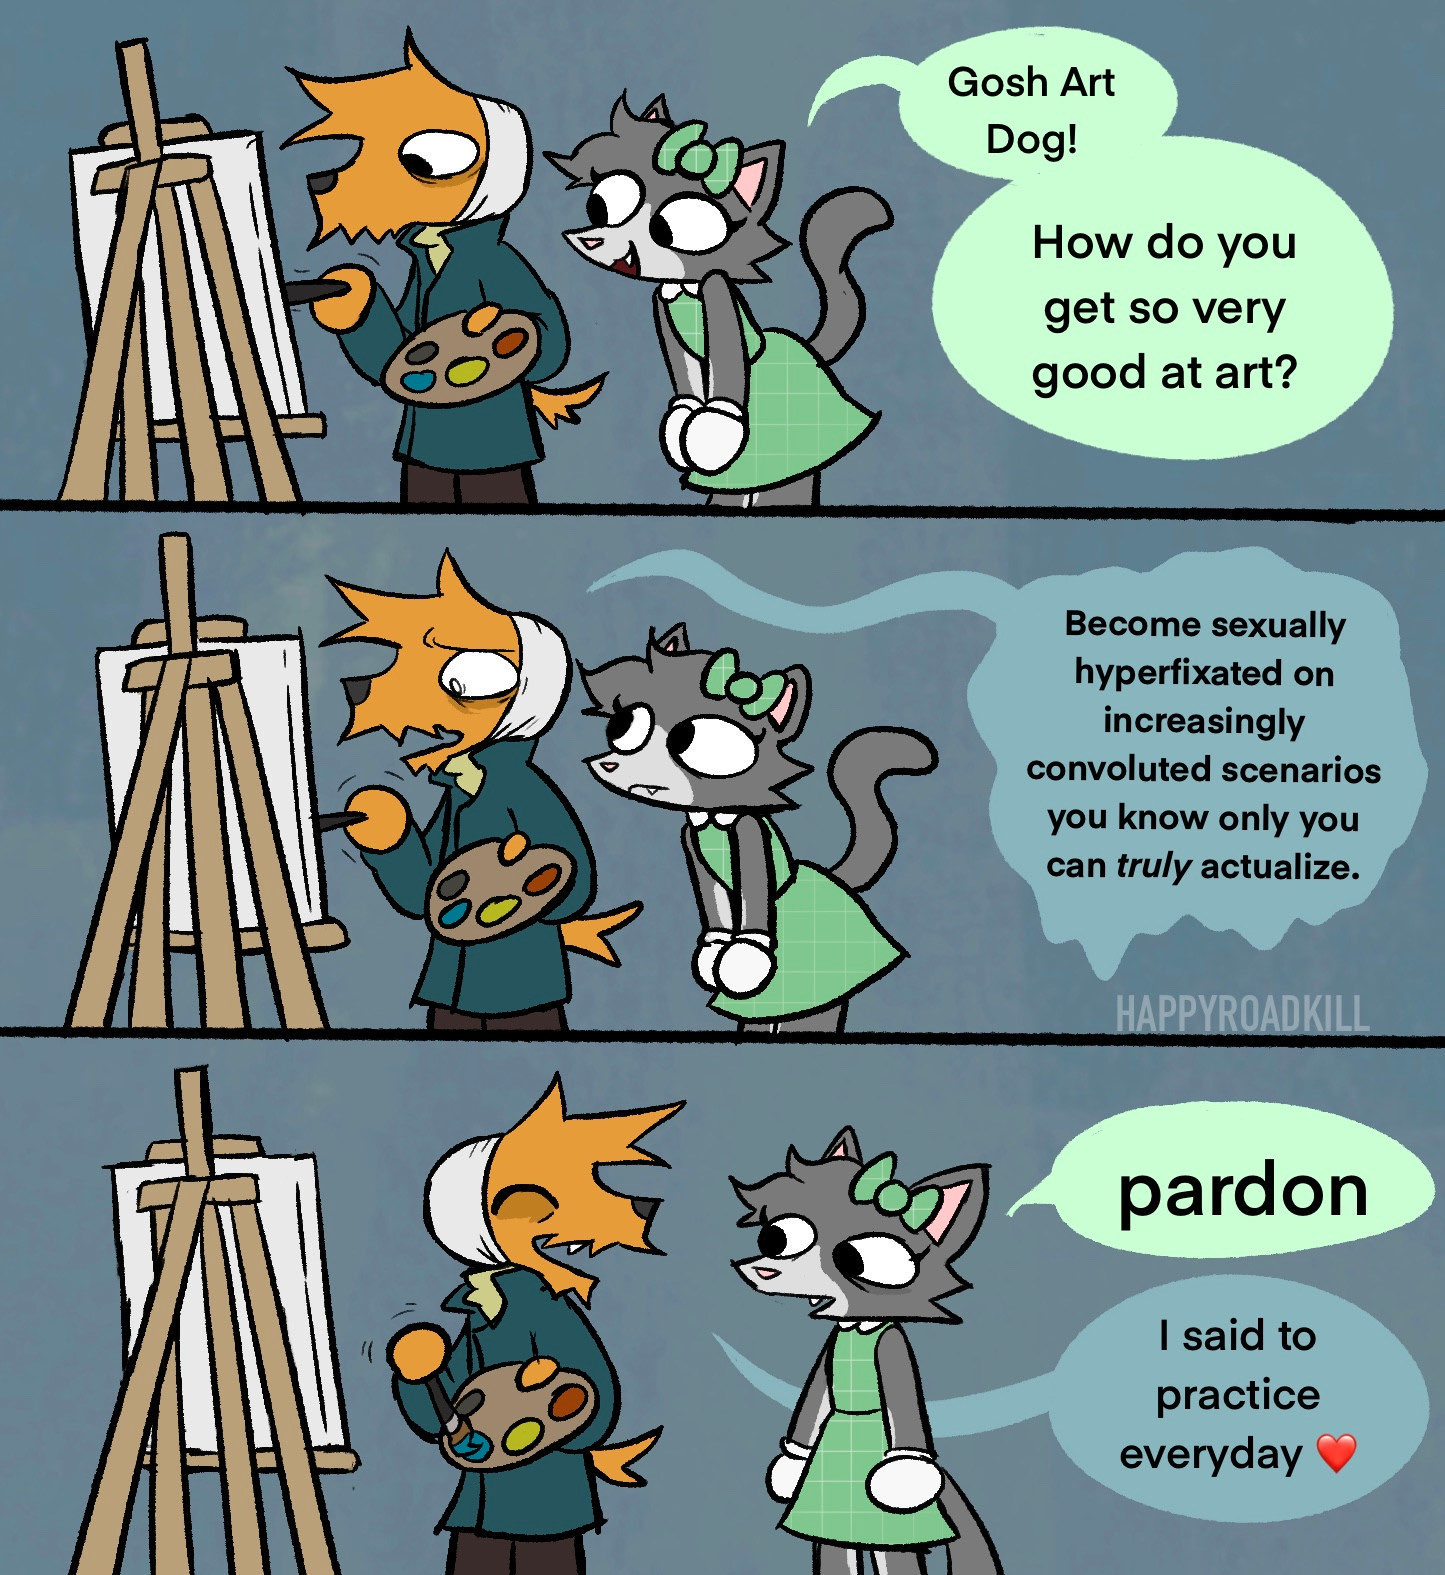 Gosh Art
Dog!
How do you
get so very
good at art?
Become sexually
hyperfixated on
increasingly
convoluted scenarios
you know only you
can truly actualize.
HAPPYROADKILL
pardon
I said to
practice
everyday ❤️